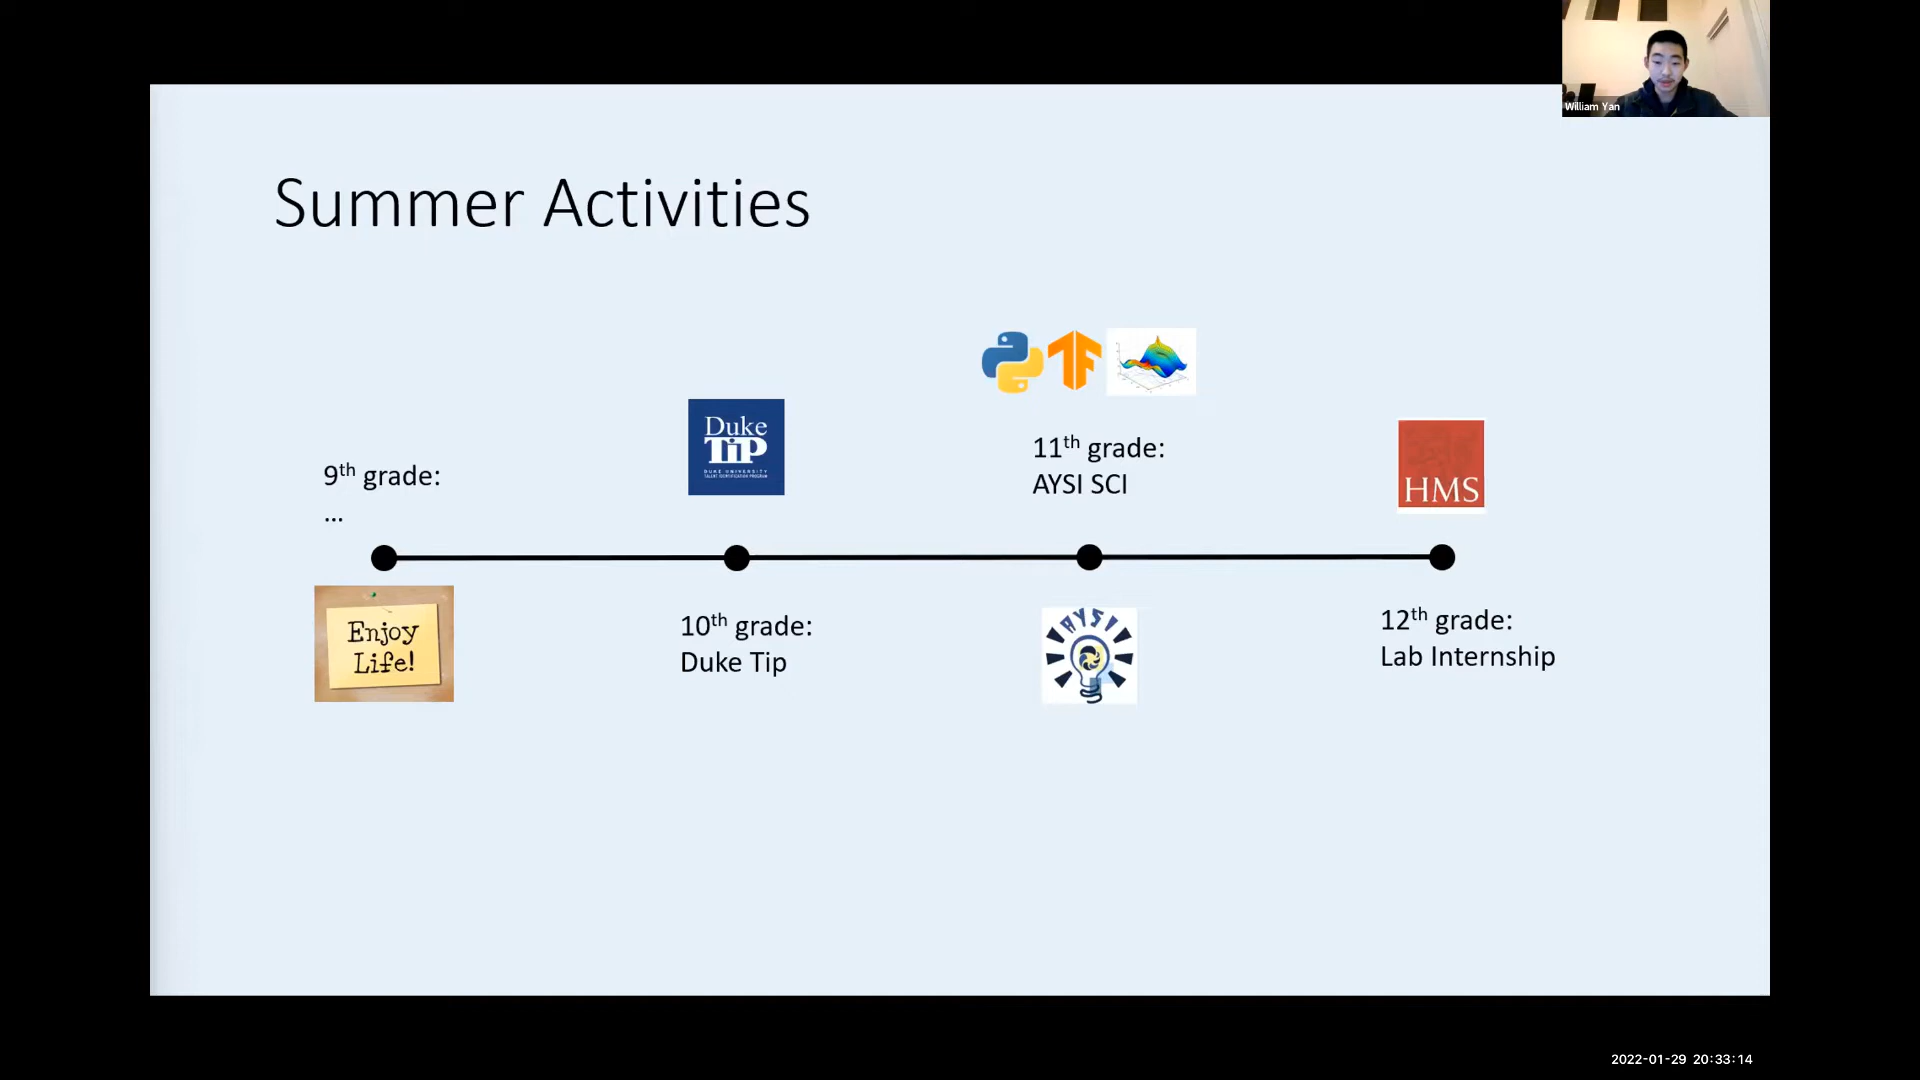 William Yan
Summer Activities
9th grade:
...
Enjoy
Life!
Duke
TiP
DUKE UNIVERSITY
TALENT IDENTIFICATION PROGRAM
10th grade:
Duke Tip
11th grade:
AYSI SCI
AYSI
HMS
12th grade:
Lab Internship
2022-01-29 20:33:14